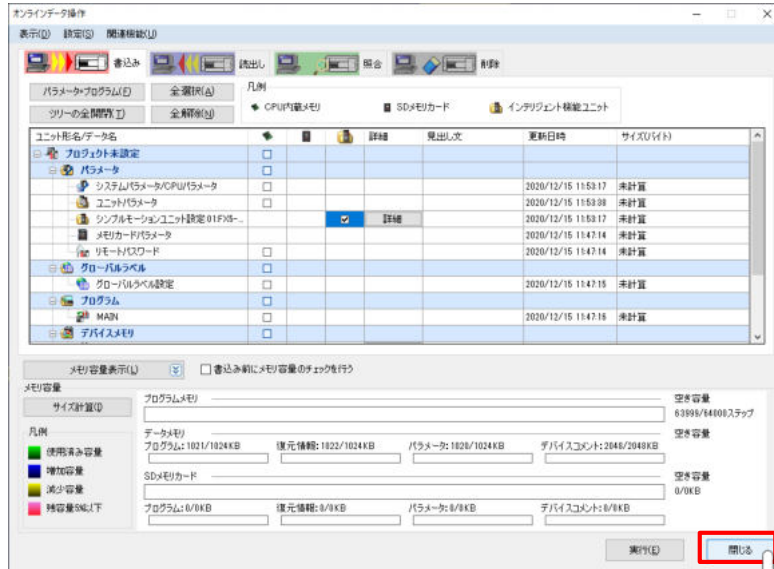 オンラインデータ操作
表示(D) 設定(S) 関連機能(U)
書込み 読出し 照合 削除
パラメータ+プログラム(F) 全選択(A) 凡例
ツリーの全開閉(T) 全解除(N) CPU内蔵メモリ SDメモリカード インテリジェント機能ユニット
ユニット形名/データ名 詳細 見出し文 更新日時 サイズ(バイト)
プロジェクト未設定
パラメータ
システムパラメータ/CPUパラメータ 2020/12/15 11:53:17 未計算
ユニットパラメータ 2020/12/15 11:53:38 未計算
シンプルモーションユニット設定 01:FX5-... 詳細 2020/12/15 11:53:17 未計算
メモリカードパラメータ 2020/12/15 11:47:14 未計算
リモートパスワード 2020/12/15 11:47:14 未計算
グローバルラベル
グローバルラベル設定 2020/12/15 11:47:15 未計算
プログラム
MAIN 2020/12/15 11:47:16 未計算
デバイスメモリ
メモリ容量表示(L) 書込み前にメモリ容量のチェックを行う
メモリ容量
サイズ計算(I) プログラムメモリ 空き容量
63999/64000ステップ
凡例
使用済み容量
増加容量
減少容量
残容量5%以下
データメモリ 空き容量
プログラム:1021/1024KB 復元情報:1022/1024KB パラメータ:1020/1024KB デバイスコメント:2048/2048KB
SDメモリカード 空き容量
0/0KB
プログラム:0/0KB 復元情報:0/0KB パラメータ:0/0KB デバイスコメント:0/0KB
実行(E) 閉じる